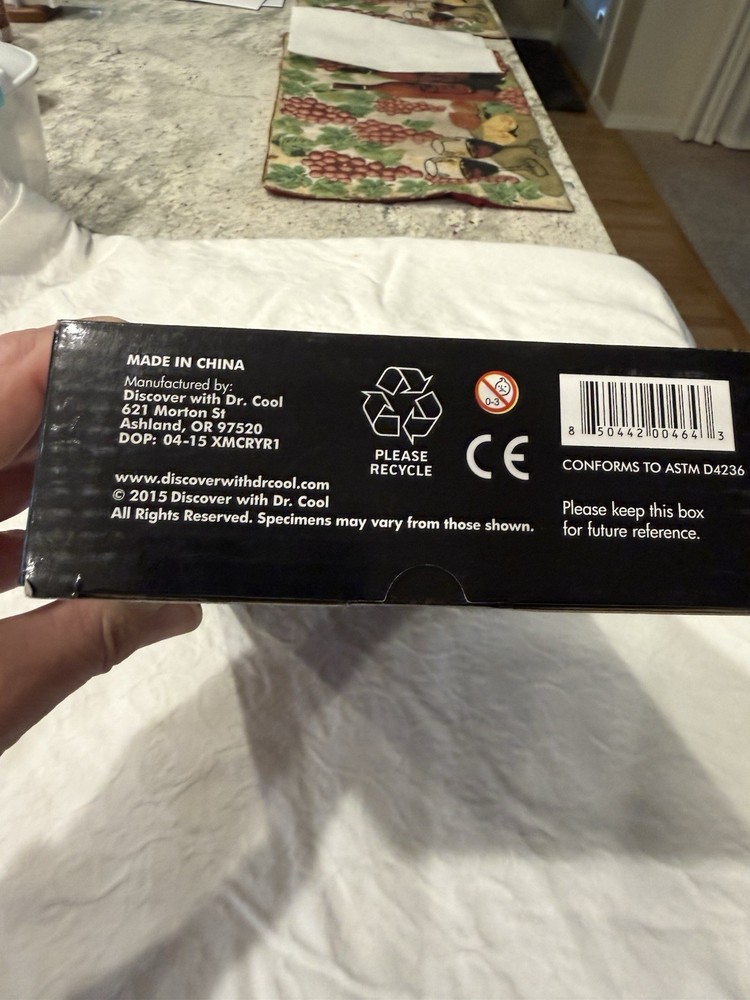 MADE IN CHINA
Manufactured by:
Discover with Dr. Cool
621 Morton St
Ashland, OR 97520
DOP: 04-15 XMCRYR1
www.discoverwithdrcool.com
© 2015 Discover with Dr. Cool
All Rights Reserved. Specimens may vary from those shown.
PLEASE
RECYCLE
0-3
CE
8 50442 00464 3
CONFORMS TO ASTM D4236
Please keep this box
for future reference.